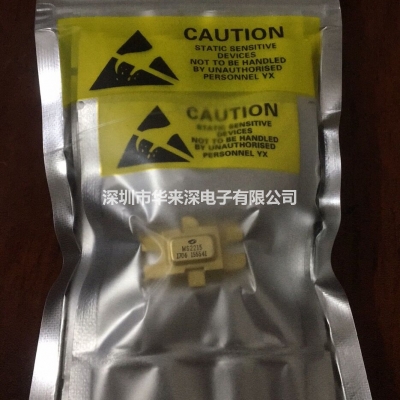 CAUTION
STATIC SENSITIVE
DEVICES
NOT TO BE HANDLED
BY UNAUTHORISED
PERSONNEL YX
CAUTION
STATIC SENSITIVE
DEVICES
NOT TO BE HANDLED
BY UNAUTHORISED
PERSONNEL YX
深圳市华来深电子有限公司